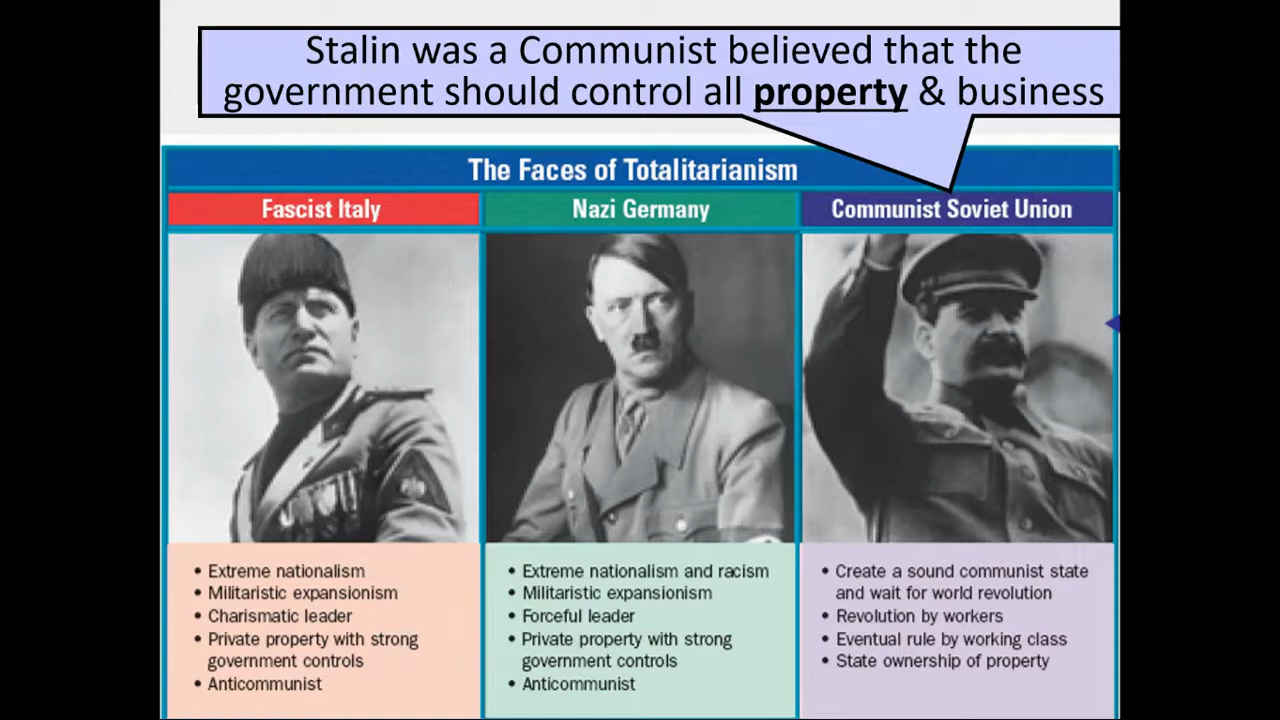 Stalin was a Communist believed that the
government should control all property & business
The Faces of Totalitarianism
Fascist Italy
Nazi Germany
Communist Soviet Union
• Extreme nationalism
• Militaristic expansionism
• Charismatic leader
• Private property with strong
government controls
• Anticommunist
• Extreme nationalism and racism
• Militaristic expansionism
• Forceful leader
• Private property with strong
government controls
• Anticommunist
• Create a sound communist state
and wait for world revolution
• Revolution by workers
• Eventual rule by working class
• State ownership of property